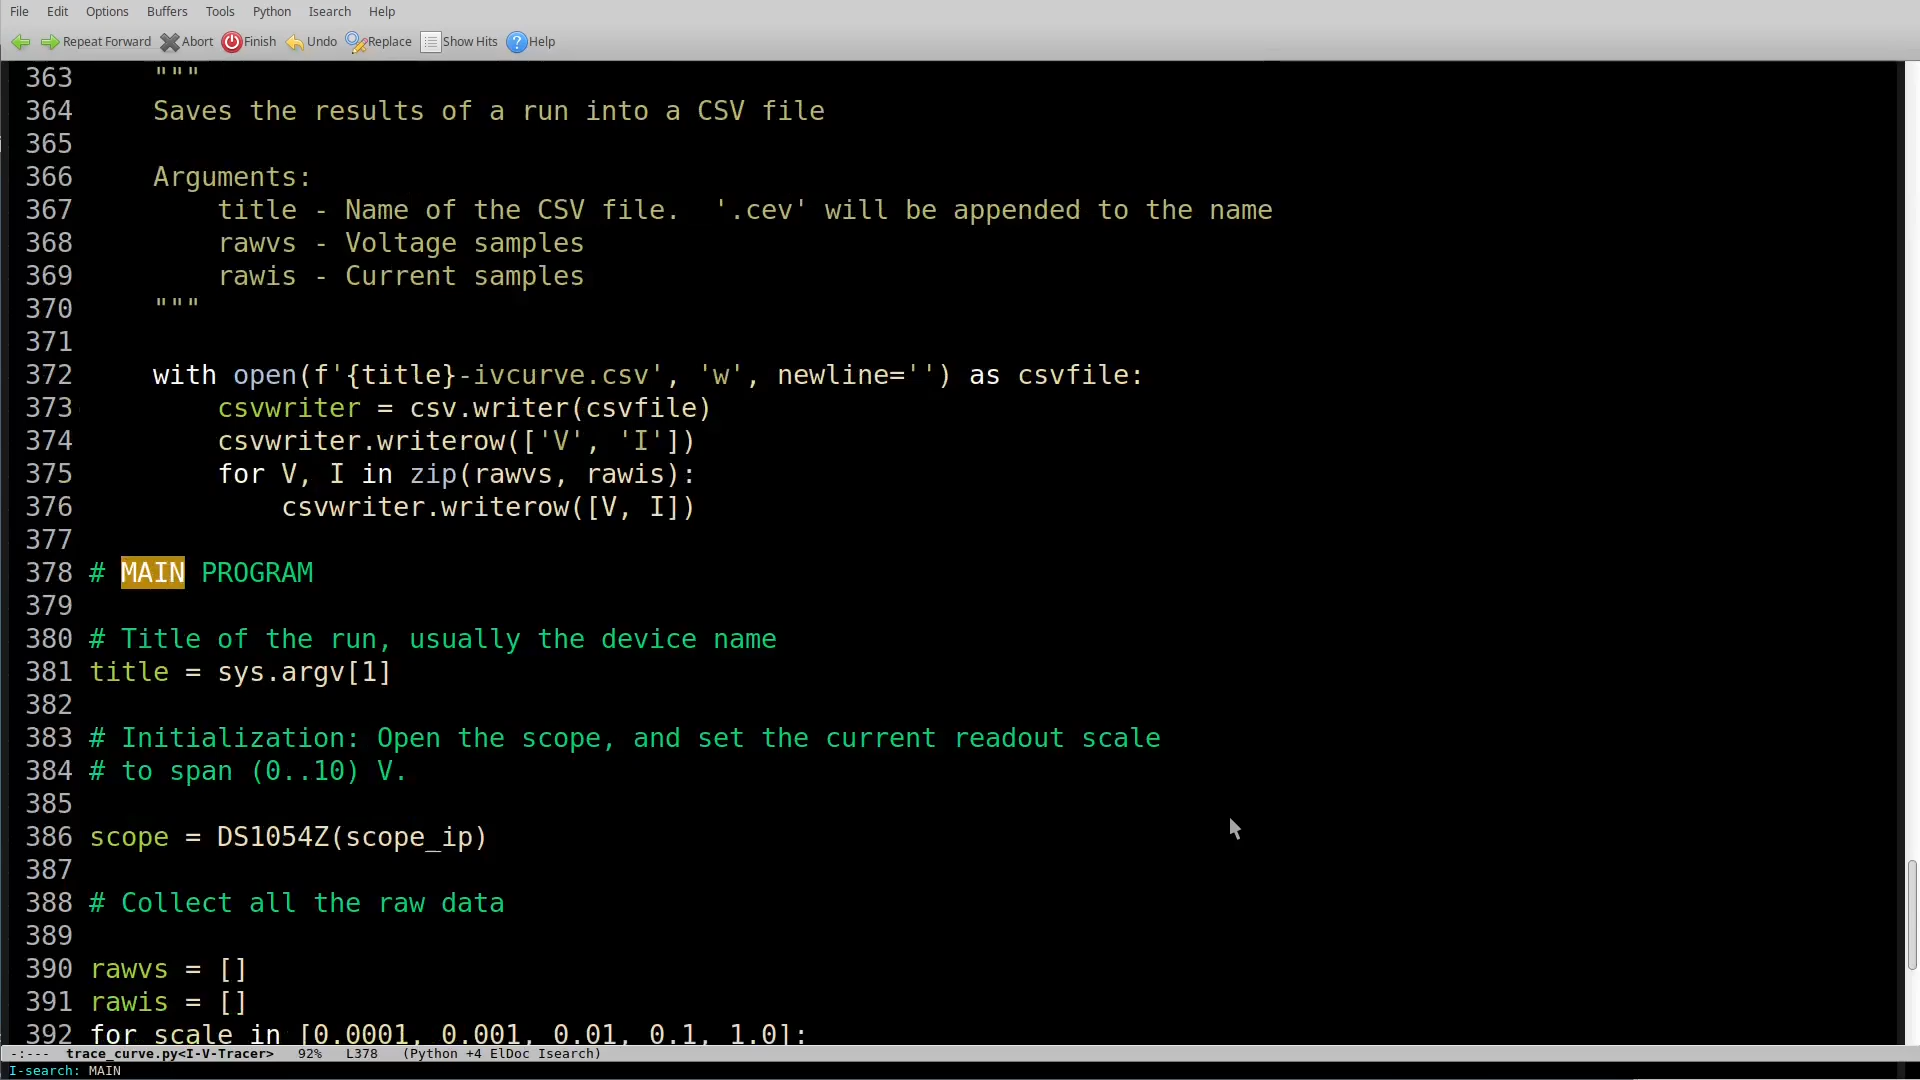 File Edit Options Buffers Tools Python Isearch Help
Repeat Forward Abort Finish Undo Replace Show Hits Help
363     """
364     Saves the results of a run into a CSV file
365
366     Arguments:
367         title - Name of the CSV file.  '.cev' will be appended to the name
368         rawvs - Voltage samples
369         rawis - Current samples
370     """
371
372     with open(f'{title}-ivcurve.csv', 'w', newline='') as csvfile:
373         csvwriter = csv.writer(csvfile)
374         csvwriter.writerow(['V', 'I'])
375         for V, I in zip(rawvs, rawis):
376             csvwriter.writerow([V, I])
377
378 # MAIN PROGRAM
379
380 # Title of the run, usually the device name
381 title = sys.argv[1]
382
383 # Initialization: Open the scope, and set the current readout scale
384 # to span (0..10) V.
385
386 scope = DS1054Z(scope_ip)
387
388 # Collect all the raw data
389
390 rawvs = []
391 rawis = []
392 for scale in [0.0001, 0.001, 0.01, 0.1, 1.0]:
-:--- trace_curve.py<I-V-Tracer> 92% L378 (Python +4 ElDoc Isearch)
I-search: MAIN